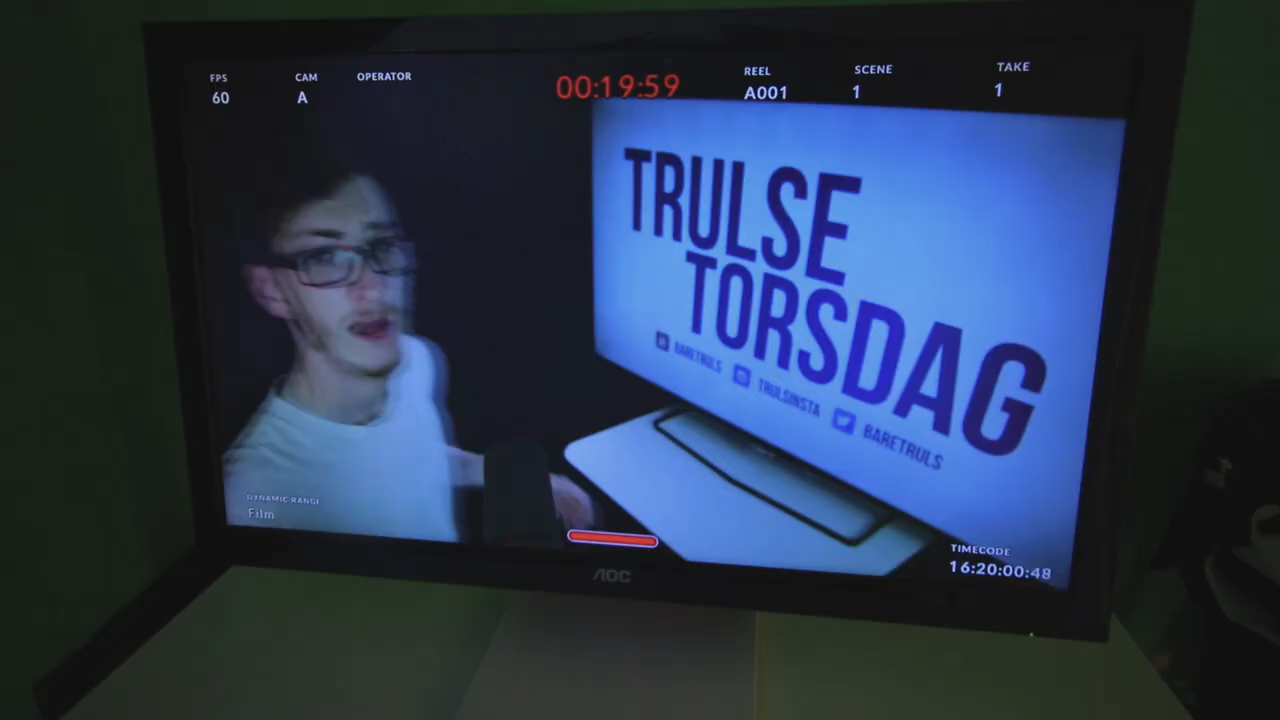 FPS CAM OPERATOR 00:19:59 REEL SCENE TAKE
60 A A001 1 1
TRULSE
TORSDAG
BARETRULS TRULSINSTA BARETRULS
DYNAMIC RANGE
Film
TIMECODE
16:20:00:48
AOC